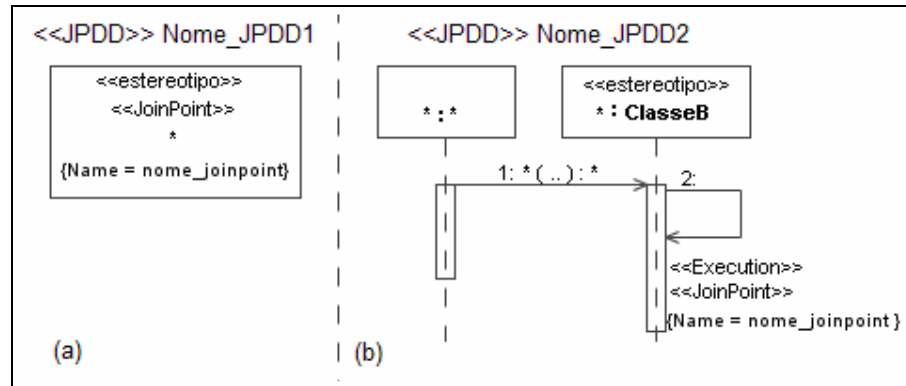 <<JPDD>> Nome_JPDD1
<<estereotipo>>
<<JoinPoint>>
*
{Name = nome_joinpoint}
(a)
<<JPDD>> Nome_JPDD2
* : *
<<estereotipo>>
* : ClasseB
1: * ( .. ) : *
2:
<<Execution>>
<<JoinPoint>>
{Name = nome_joinpoint }
(b)